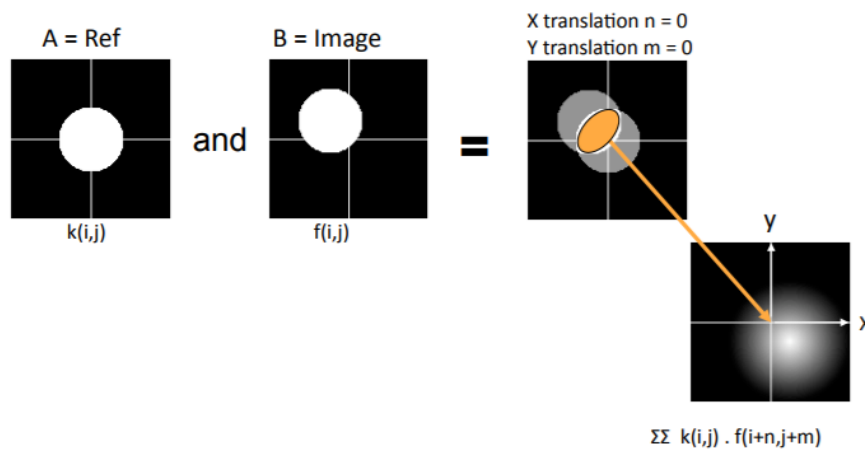 A = Ref
B = Image
X translation n = 0
Y translation m = 0
and
=
k(i,j)
f(i,j)
y
x
ΣΣ k(i,j) . f(i+n,j+m)